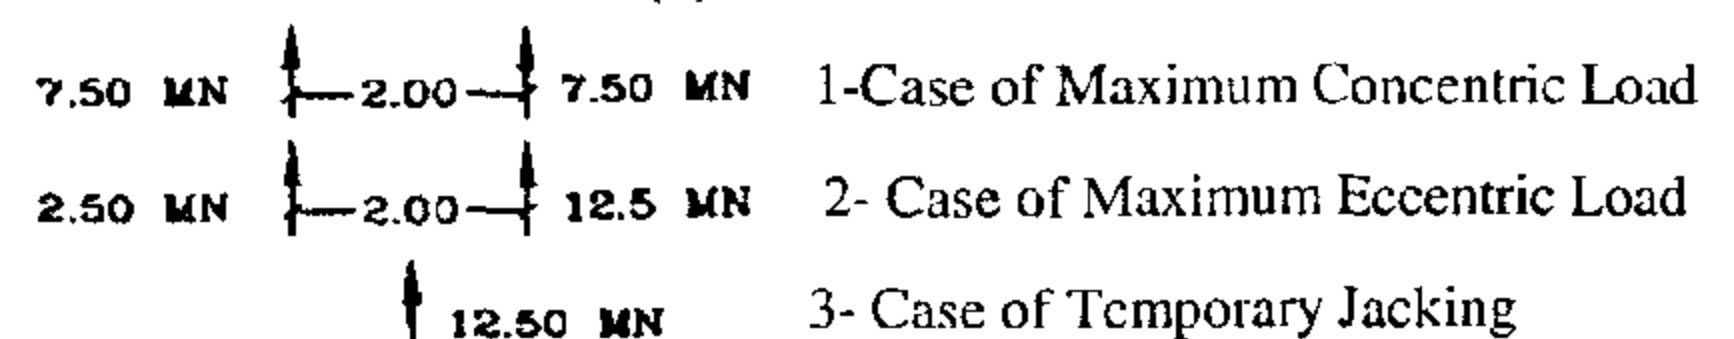 7.50 MN 2.00 7.50 MN 1-Case of Maximum Concentric Load
2.50 MN 2.00 12.5 MN 2- Case of Maximum Eccentric Load
12.50 MN 3- Case of Temporary Jacking